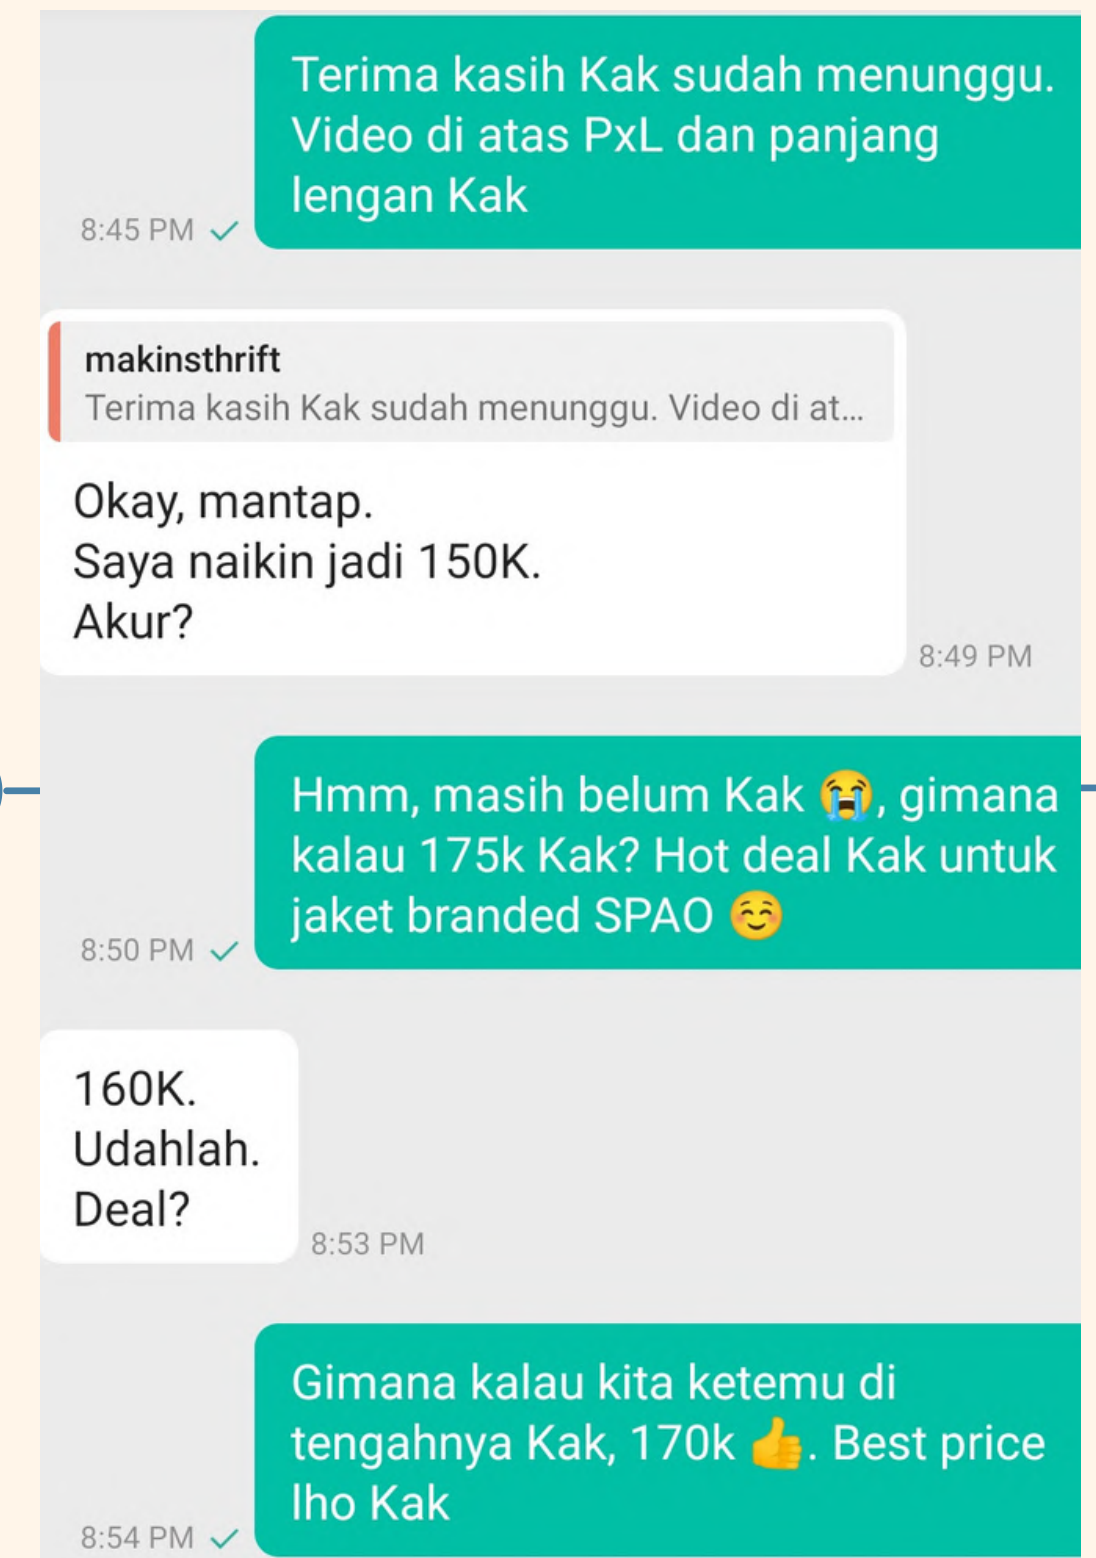 Terima kasih Kak sudah menunggu.
Video di atas PxL dan panjang
lengan Kak
8:45 PM
makinsthrift
Terima kasih Kak sudah menunggu. Video di at...
Okay, mantap.
Saya naikin jadi 150K.
Akur?
8:49 PM
Hmm, masih belum Kak 😭, gimana
kalau 175k Kak? Hot deal Kak untuk
jaket branded SPAO ☺️
8:50 PM
160K.
Udahlah.
Deal?
8:53 PM
Gimana kalau kita ketemu di
tengahnya Kak, 170k 👍. Best price
lho Kak
8:54 PM